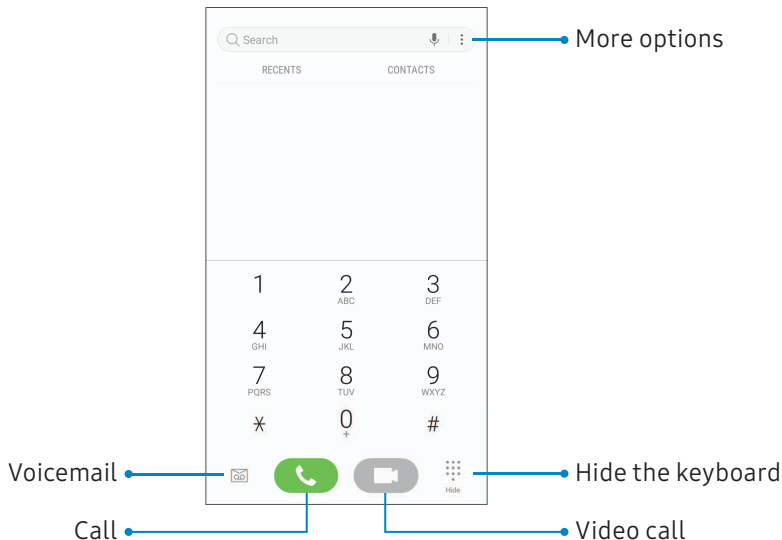 Search
More options
RECENTS CONTACTS
1 2 3
ABC DEF
4 5 6
GHI JKL MNO
7 8 9
PQRS TUV WXYZ
* 0 #
+
Voicemail
Hide the keyboard
Hide
Call
Video call